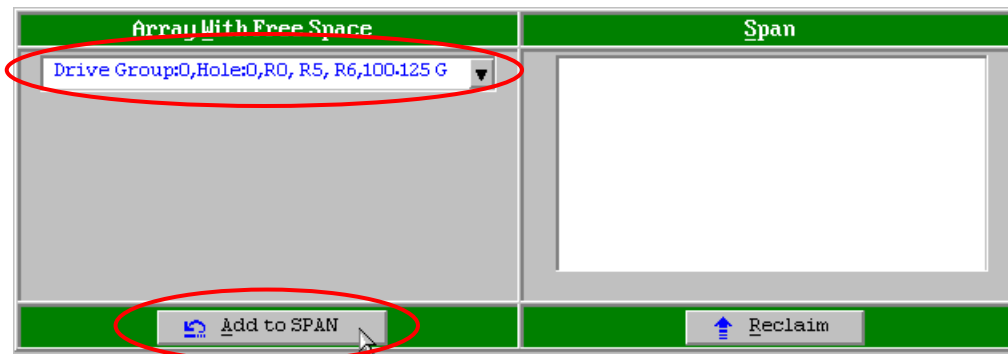 Array With Free Space
Span
Drive Group:0,Hole:0,R0, R5, R6,100.125 G
Add to SPAN
Reclaim